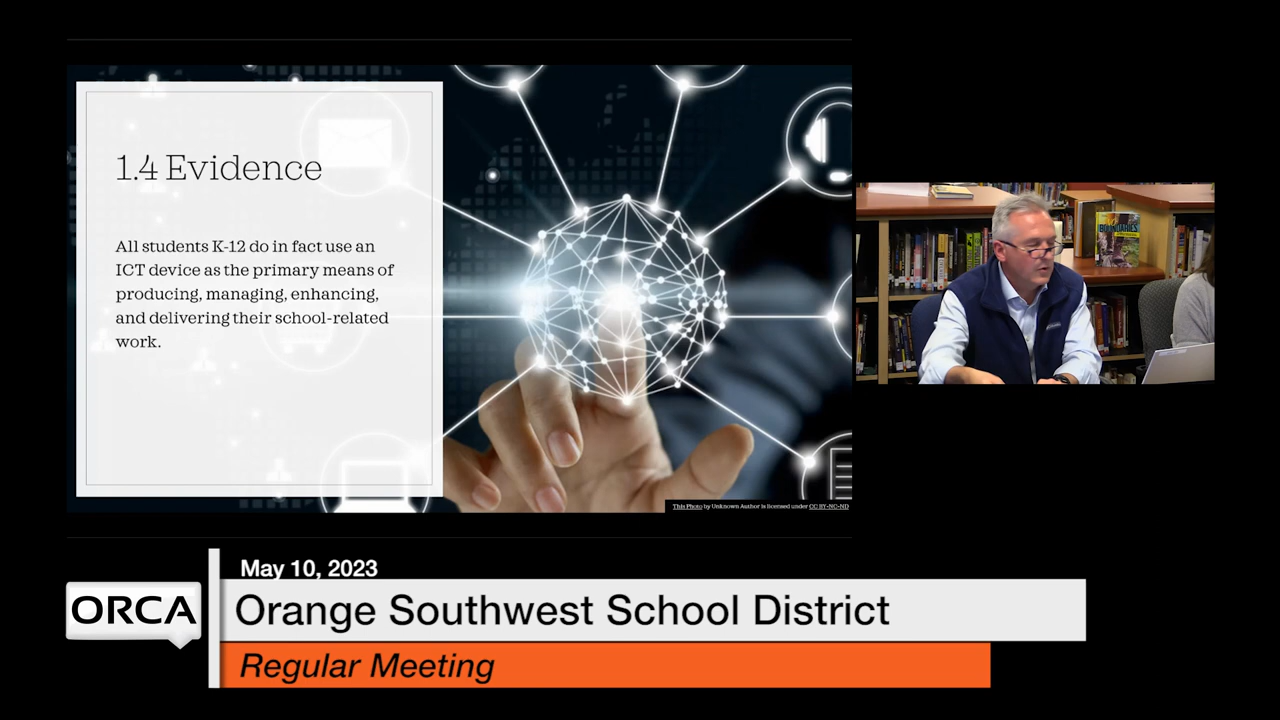 1.4 Evidence
All students K-12 do in fact use an
ICT device as the primary means of
producing, managing, enhancing,
and delivering their school-related
work.
This Photo by Unknown Author is licensed under CC BY-NC-ND
BOUNDARIES
May 10, 2023
ORCA
Orange Southwest School District
Regular Meeting